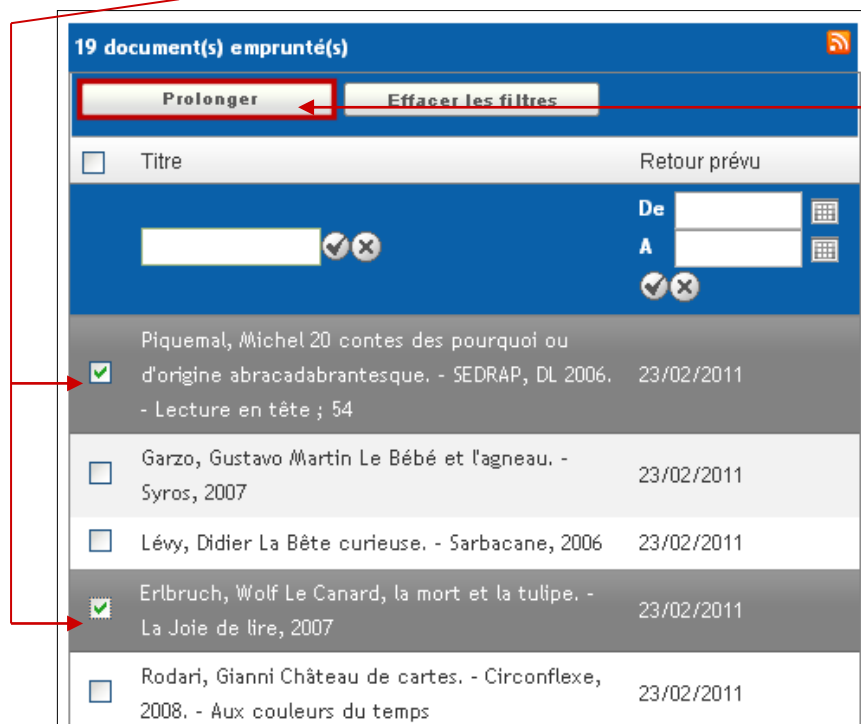 19 document(s) emprunté(s)
Prolonger
Effacer les filtres
Titre
Retour prévu
De
A
Piquemal, Michel 20 contes des pourquoi ou
d'origine abracadabrantesque. - SEDRAP, DL 2006.
- Lecture en tête ; 54
23/02/2011
Garzo, Gustavo Martin Le Bébé et l'agneau. -
Syros, 2007
23/02/2011
Lévy, Didier La Bête curieuse. - Sarbacane, 2006
23/02/2011
Erlbruch, Wolf Le Canard, la mort et la tulipe. -
La Joie de lire, 2007
23/02/2011
Rodari, Gianni Château de cartes. - Circonflexe,
2008. - Aux couleurs du temps
23/02/2011